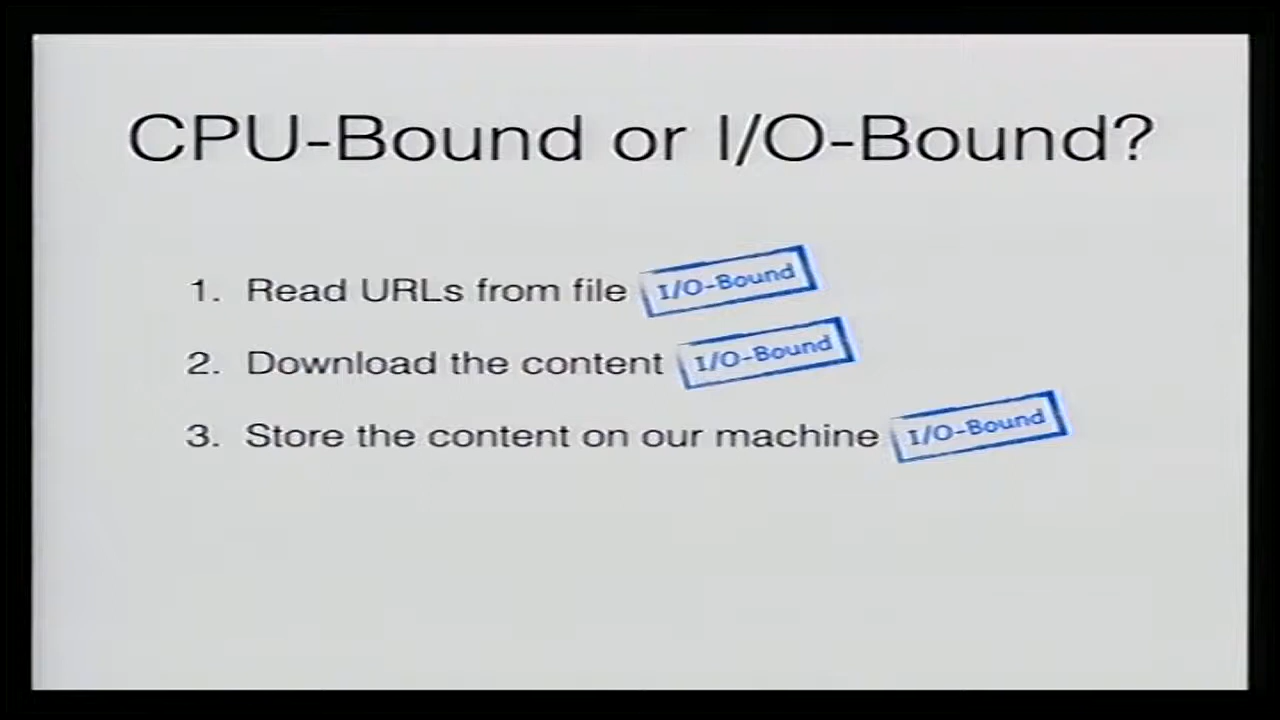 CPU-Bound or I/O-Bound?
1. Read URLs from file I/O-Bound
2. Download the content I/O-Bound
3. Store the content on our machine I/O-Bound